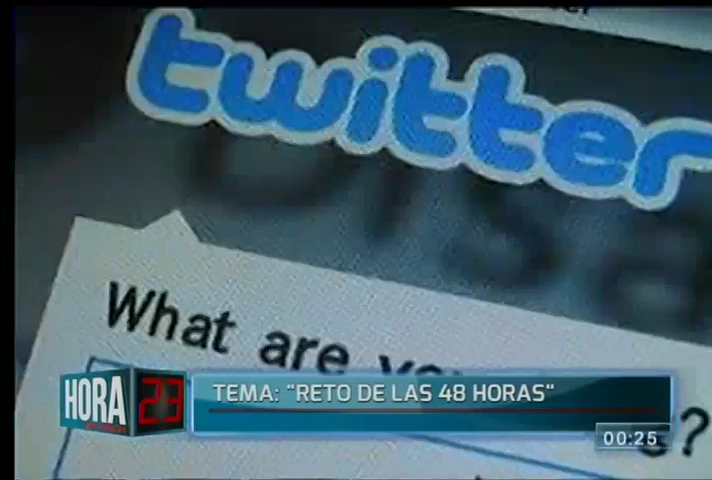 twitter
What are
?
HORA 23
TEMA: "RETO DE LAS 48 HORAS"
00:25